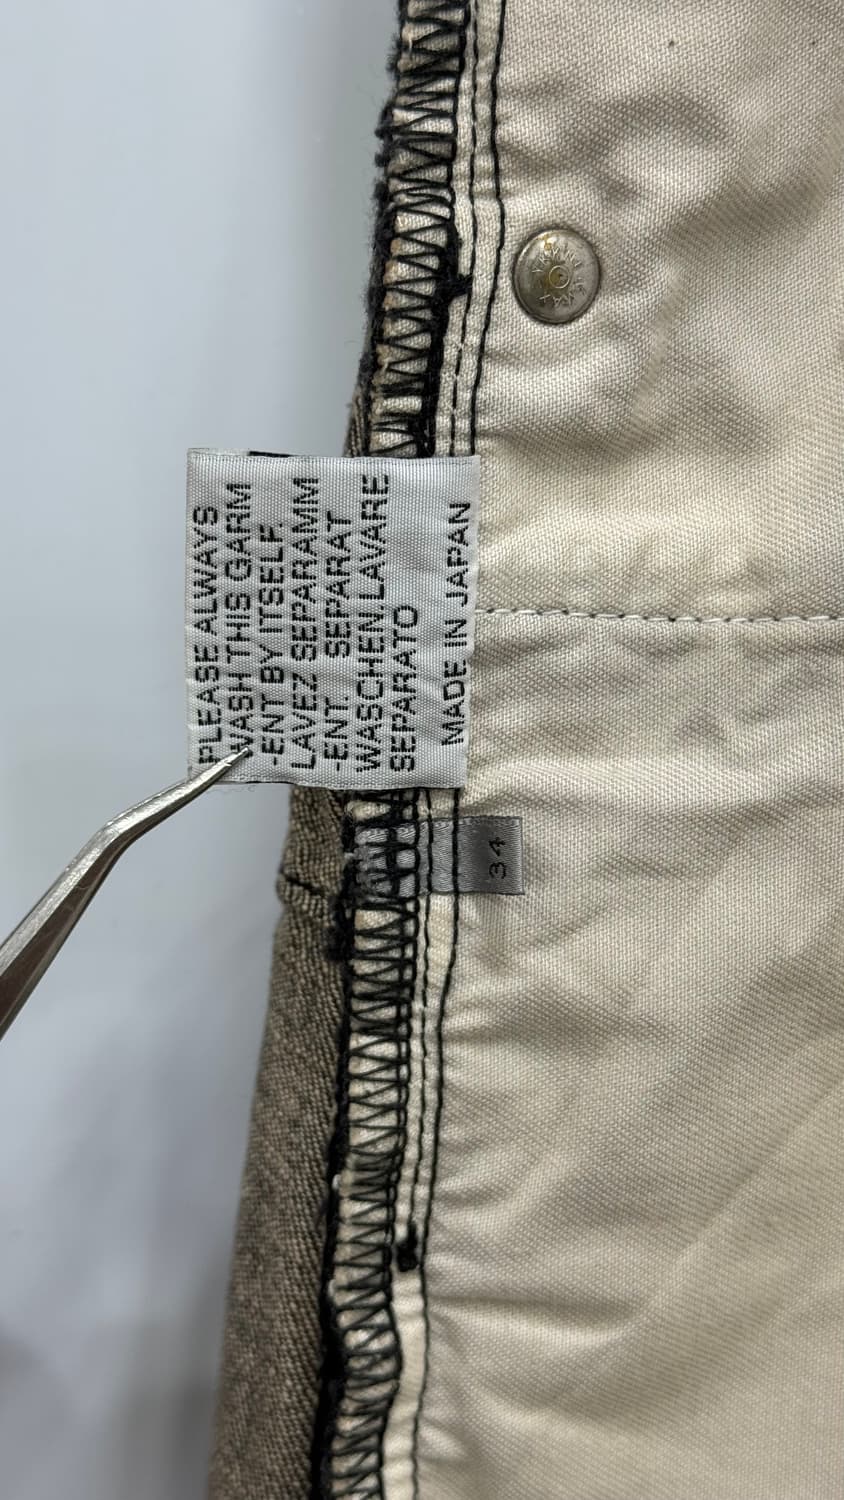 PLEASE ALWAYS
WASH THIS GARM
-ENT BY ITSELF.
LAVEZ SEPARAMM
-ENT. SEPARAT
WASCHEN,LAVARE
SEPARATO
MADE IN JAPAN
34